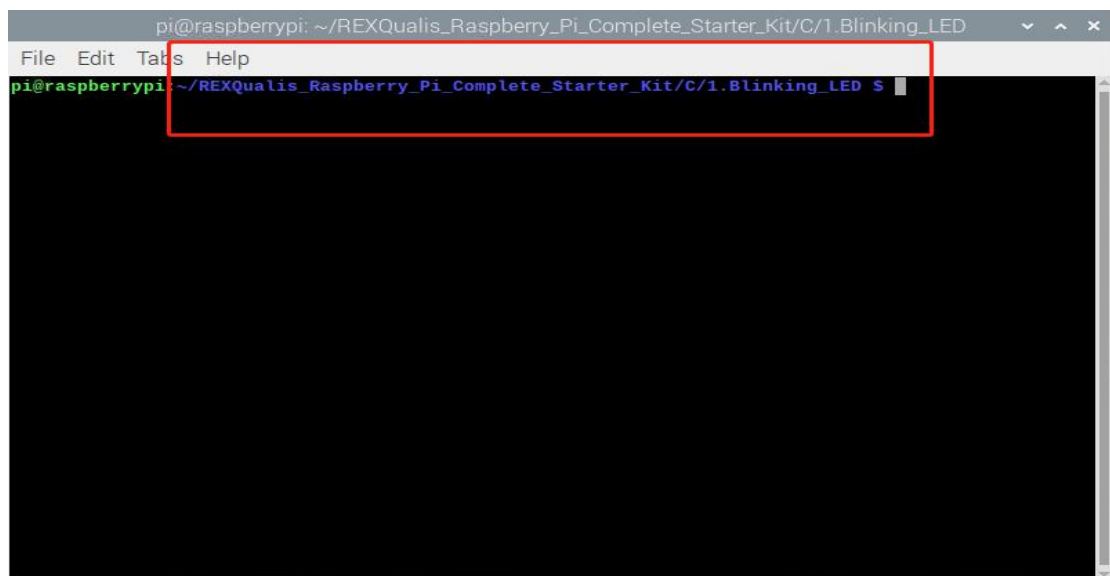 pi@raspberrypi: ~/REXQualis_Raspberry_Pi_Complete_Starter_Kit/C/1.Blinking_LED
File Edit Tabs Help
pi@raspberrypi:~/REXQualis_Raspberry_Pi_Complete_Starter_Kit/C/1.Blinking_LED $